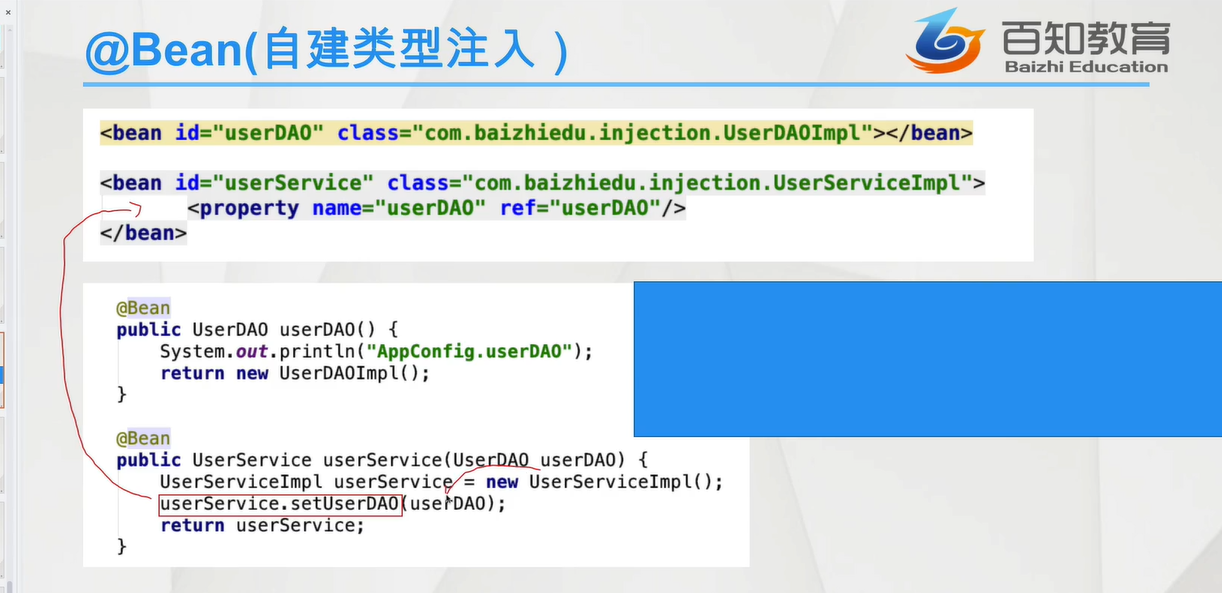 @Bean(自建类型注入）
百知教育
Baizhi Education
<bean id="userDAO" class="com.baizhiedu.injection.UserDAOImpl"></bean>
<bean id="userService" class="com.baizhiedu.injection.UserServiceImpl">
<property name="userDAO" ref="userDAO"/>
</bean>
@Bean
public UserDAO userDAO() {
System.out.println("AppConfig.userDAO");
return new UserDAOImpl();
}
@Bean
public UserService userService(UserDAO userDAO) {
UserServiceImpl userService = new UserServiceImpl();
userService.setUserDAO(userDAO);
return userService;
}